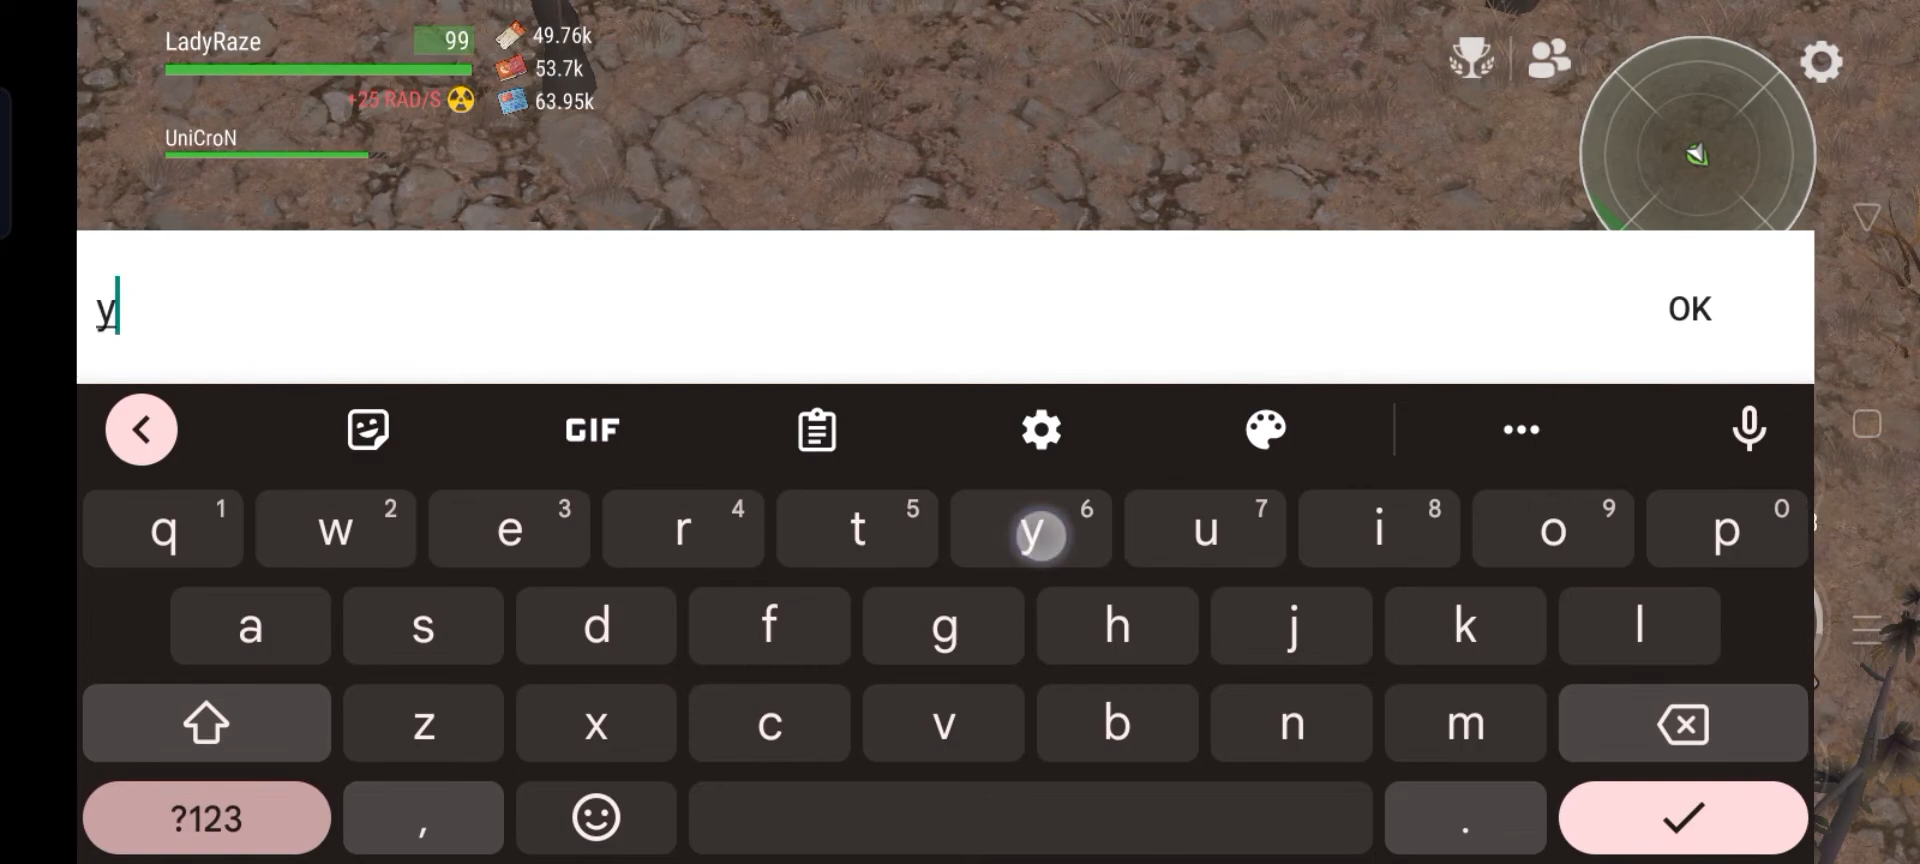 LadyRaze 99 49.76k
53.7k
+25 RAD/S 63.95k
UniCroN
y OK
GIF
q 1 w 2 e 3 r 4 t 5 y 6 u 7 i 8 o 9 p 0
a s d f g h j k l
z x c v b n m
?123 , .